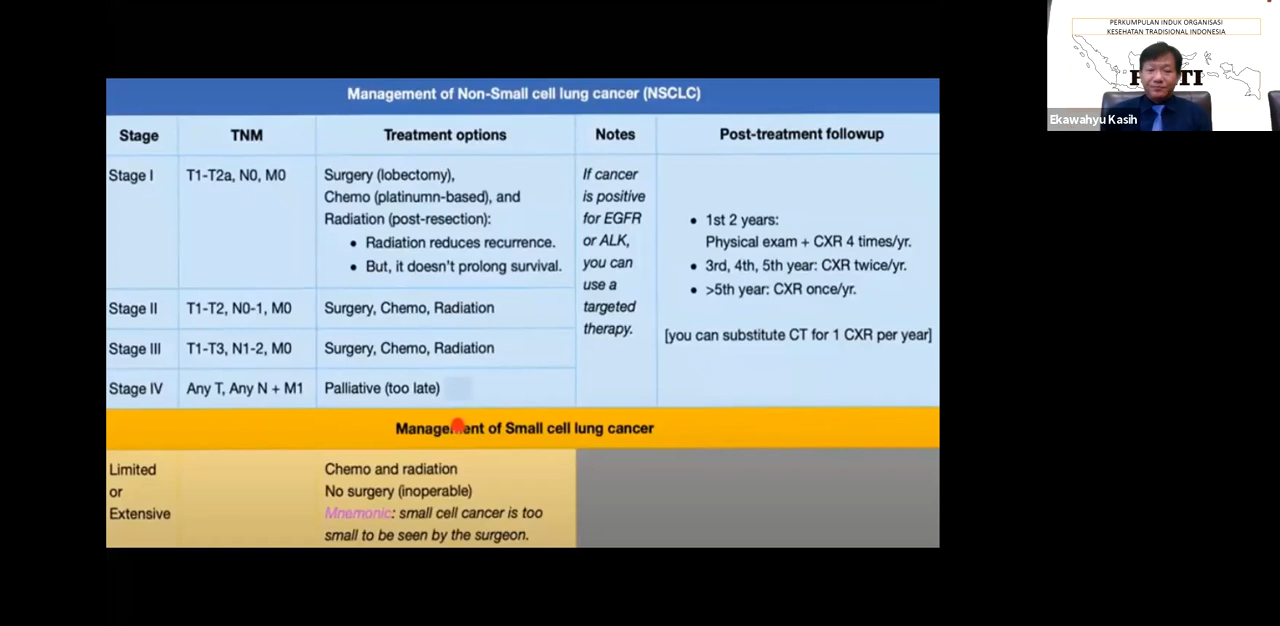 Management of Non-Small cell lung cancer (NSCLC)
Stage TNM Treatment options Notes Post-treatment followup
Stage I T1-T2a, N0, M0
Surgery (lobectomy),
Chemo (platinumn-based), and
Radiation (post-resection):
• Radiation reduces recurrence.
• But, it doesn't prolong survival.
Stage II T1-T2, N0-1, M0 Surgery, Chemo, Radiation
Stage III T1-T3, N1-2, M0 Surgery, Chemo, Radiation
Stage IV Any T, Any N + M1 Palliative (too late)
If cancer
is positive
for EGFR
or ALK,
you can
use a
targeted
therapy.
• 1st 2 years:
Physical exam + CXR 4 times/yr.
• 3rd, 4th, 5th year: CXR twice/yr.
• >5th year: CXR once/yr.
[you can substitute CT for 1 CXR per year]
Management of Small cell lung cancer
Limited
or
Extensive
Chemo and radiation
No surgery (inoperable)
Mnemonic: small cell cancer is too
small to be seen by the surgeon.
PERKUMPULAN INDUK ORGANISASI
KESEHATAN TRADISIONAL INDONESIA
Ekawahyu Kasih